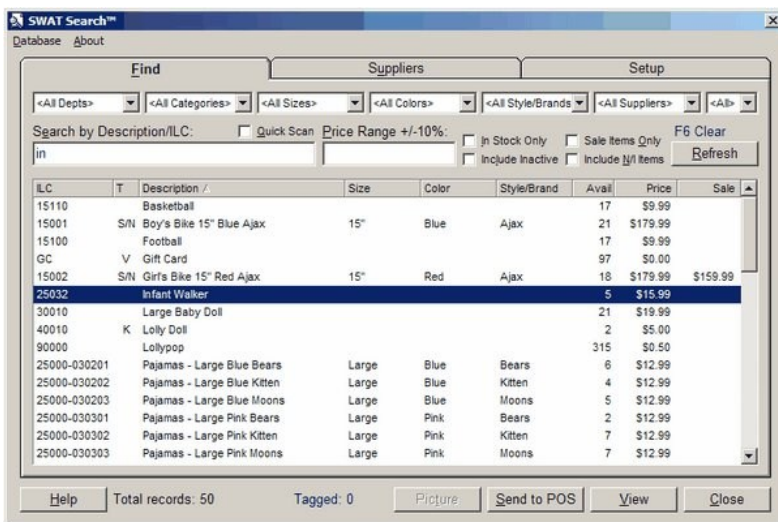 SWAT Search™
Database About
Find Suppliers Setup
<All Depts> <All Categories> <All Sizes> <All Colors> <All Style/Brands <All Suppliers> <All>
Search by Description/ILC: Quick Scan Price Range +/-10%: In Stock Only Sale Items Only F6 Clear
in Include Inactive Include N/I Items Refresh
ILC T Description Size Color Style/Brand Avail Price Sale
15110 Basketball 17 $9.99
15001 S/N Boy's Bike 15" Blue Ajax 15" Blue Ajax 21 $179.99
15100 Football 17 $9.99
GC V Gift Card 97 $0.00
15002 S/N Girl's Bike 15" Red Ajax 15" Red Ajax 18 $179.99 $159.99
25032 Infant Walker 5 $15.99
30010 Large Baby Doll 21 $19.99
40010 K Lolly Doll 2 $5.00
90000 Lollypop 315 $0.50
25000-030201 Pajamas - Large Blue Bears Large Blue Bears 6 $12.99
25000-030202 Pajamas - Large Blue Kitten Large Blue Kitten 4 $12.99
25000-030203 Pajamas - Large Blue Moons Large Blue Moons 5 $12.99
25000-030301 Pajamas - Large Pink Bears Large Pink Bears 2 $12.99
25000-030302 Pajamas - Large Pink Kitten Large Pink Kitten 7 $12.99
25000-030303 Pajamas - Large Pink Moons Large Pink Moons 7 $12.99
Help Total records: 50 Tagged: 0 Picture Send to POS View Close